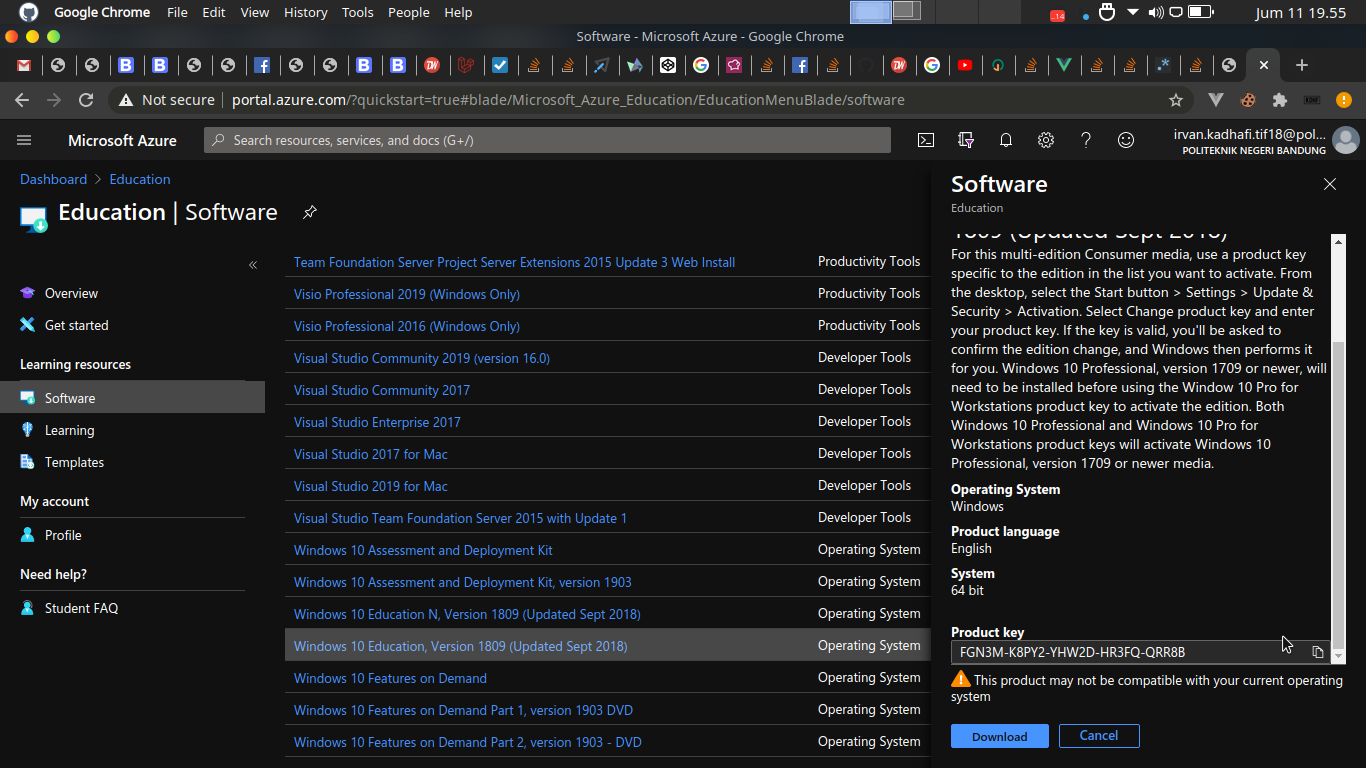 Google Chrome File Edit View History Tools People Help Jum 11 19.55
Software - Microsoft Azure - Google Chrome
Not secure portal.azure.com/?quickstart=true#blade/Microsoft_Azure_Education/EducationMenuBlade/software
Microsoft Azure
Search resources, services, and docs (G+/)
irvan.kadhafi.tif18@pol...
POLITEKNIK NEGERI BANDUNG
Dashboard > Education
Education | Software
«
Overview
Get started
Learning resources
Software
Learning
Templates
My account
Profile
Need help?
Student FAQ
Team Foundation Server Project Server Extensions 2015 Update 3 Web Install Productivity Tools
Visio Professional 2019 (Windows Only) Productivity Tools
Visio Professional 2016 (Windows Only) Productivity Tools
Visual Studio Community 2019 (version 16.0) Developer Tools
Visual Studio Community 2017 Developer Tools
Visual Studio Enterprise 2017 Developer Tools
Visual Studio 2017 for Mac Developer Tools
Visual Studio 2019 for Mac Developer Tools
Visual Studio Team Foundation Server 2015 with Update 1 Developer Tools
Windows 10 Assessment and Deployment Kit Operating System
Windows 10 Assessment and Deployment Kit, version 1903 Operating System
Windows 10 Education N, Version 1809 (Updated Sept 2018) Operating System
Windows 10 Education, Version 1809 (Updated Sept 2018) Operating System
Windows 10 Features on Demand Operating System
Windows 10 Features on Demand Part 1, version 1903 DVD Operating System
Windows 10 Features on Demand Part 2, version 1903 - DVD Operating System
Software
Education
1809 (Updated Sept 2018)
For this multi-edition Consumer media, use a product key
specific to the edition in the list you want to activate. From
the desktop, select the Start button > Settings > Update &
Security > Activation. Select Change product key and enter
your product key. If the key is valid, you'll be asked to
confirm the edition change, and Windows then performs it
for you. Windows 10 Professional, version 1709 or newer, will
need to be installed before using the Window 10 Pro for
Workstations product key to activate the edition. Both
Windows 10 Professional and Windows 10 Pro for
Workstations product keys will activate Windows 10
Professional, version 1709 or newer media.
Operating System
Windows
Product language
English
System
64 bit
Product key
FGN3M-K8PY2-YHW2D-HR3FQ-QRR8B
This product may not be compatible with your current operating
system
Download Cancel